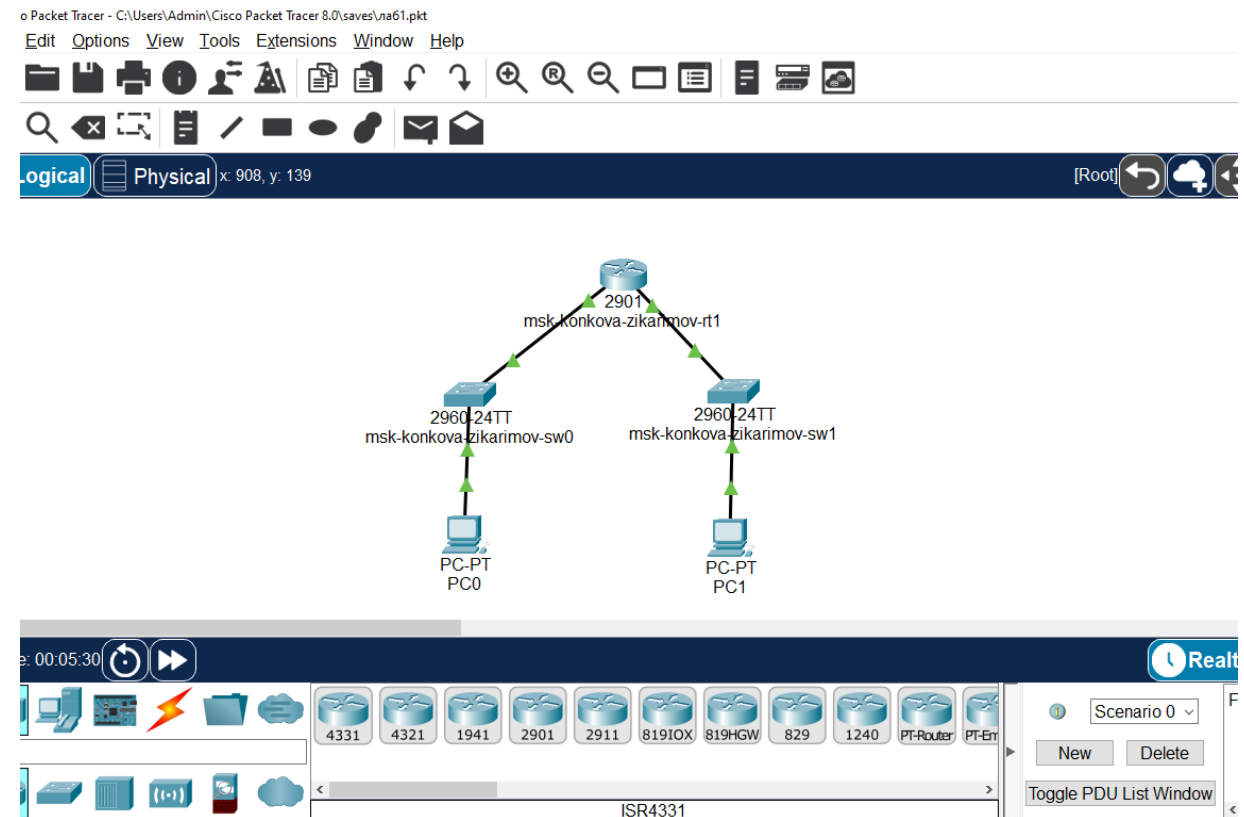 o Packet Tracer - C:\Users\Admin\Cisco Packet Tracer 8.0\saves\ла61.pkt
Edit Options View Tools Extensions Window Help
Logical Physical x: 908, y: 139 [Root]
2901
msk-konkova-zikarimov-rt1
2960-24TT
msk-konkova-zikarimov-sw0
2960-24TT
msk-konkova-zikarimov-sw1
PC-PT
PC0
PC-PT
PC1
e: 00:05:30 Realt
4331 4321 1941 2901 2911 819IOX 819HGW 829 1240 PT-Router PT-Em
Scenario 0
F
New Delete
Toggle PDU List Window
ISR4331